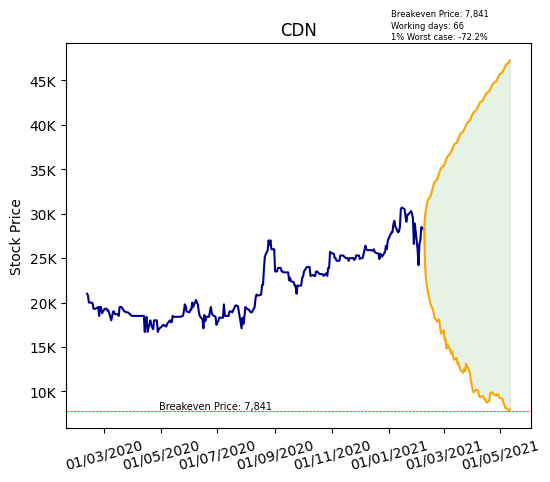 Breakeven Price: 7,841
Working days: 66
1% Worst case: -72.2%
CDN
Stock Price
45K
40K
35K
30K
25K
20K
15K
10K
Breakeven Price: 7,841
01/03/2020
01/05/2020
01/07/2020
01/09/2020
01/11/2020
01/01/2021
01/03/2021
01/05/2021